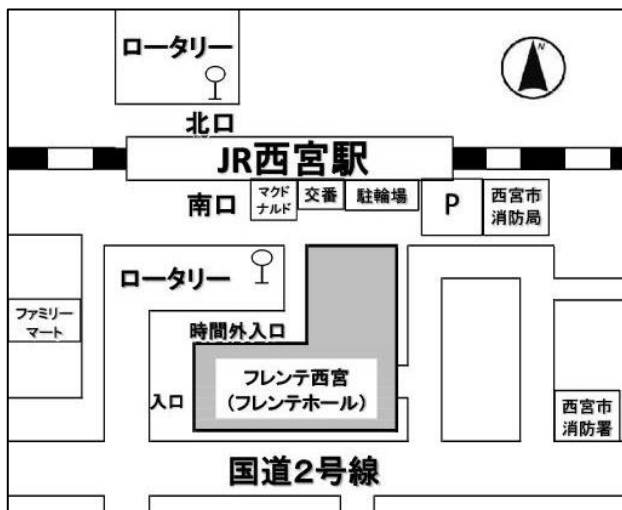 ロータリー
N
北口
JR西宮駅
南口
マクド
ナルド
交番
駐輪場
P
西宮市
消防局
ロータリー
ファミリー
マート
時間外入口
入口
フレンテ西宮
(フレンテホール)
西宮市
消防署
国道2号線